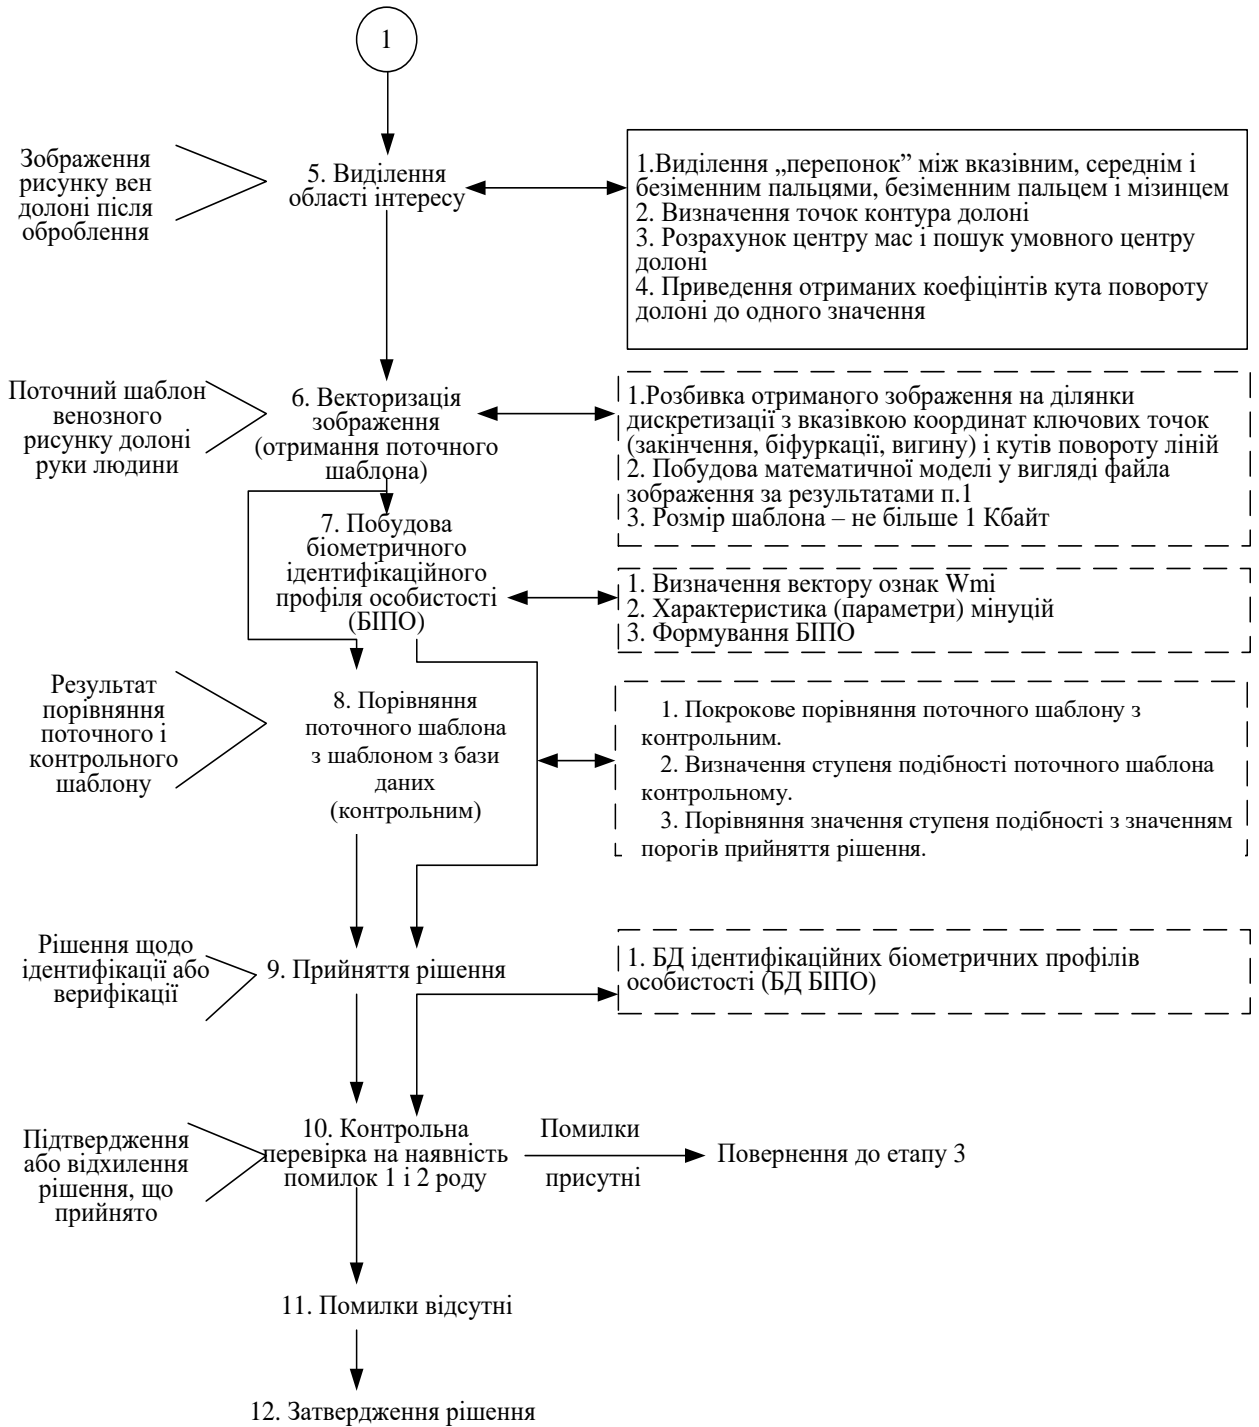 1
Зображення
рисунку вен
долоні після
оброблення
5. Виділення
області інтересу
1.Виділення „перепонок” між вказівним, середнім і
безіменним пальцями, безіменним пальцем і мізинцем
2. Визначення точок контура долоні
3. Розрахунок центру мас і пошук умовного центру
долоні
4. Приведення отриманих коефіцінтів кута повороту
долоні до одного значення
Поточний шаблон
венозного
рисунку долоні
руки людини
6. Векторизація
зображення
(отримання поточного
шаблона)
1.Розбивка отриманого зображення на ділянки
дискретизації з вказівкою координат ключових точок
(закінчення, біфуркації, вигину) і кутів повороту ліній
2. Побудова математичної моделі у вигляді файла
зображення за результатами п.1
3. Розмір шаблона – не більше 1 Кбайт
7. Побудова
біометричного
ідентифікаційного
профіля особистості
(БІПО)
1. Визначення вектору ознак Wmi
2. Характеристика (параметри) мінуцій
3. Формування БІПО
Результат
порівняння
поточного і
контрольного
шаблону
8. Порівняння
поточного шаблона
з шаблоном з бази
даних
(контрольним)
1. Покрокове порівняння поточного шаблону з
контрольним.
2. Визначення ступеня подібності поточного шаблона
контрольному.
3. Порівняння значення ступеня подібності з значенням
порогів прийняття рішення.
Рішення щодо
ідентифікації або
верифікації
9. Прийняття рішення
1. БД ідентифікаційних біометричних профілів
особистості (БД БІПО)
Підтвердження
або відхилення
рішення, що
прийнято
10. Контрольна
перевірка на наявність
помилок 1 і 2 роду
Помилки
присутні
Повернення до етапу 3
11. Помилки відсутні
12. Затвердження рішення